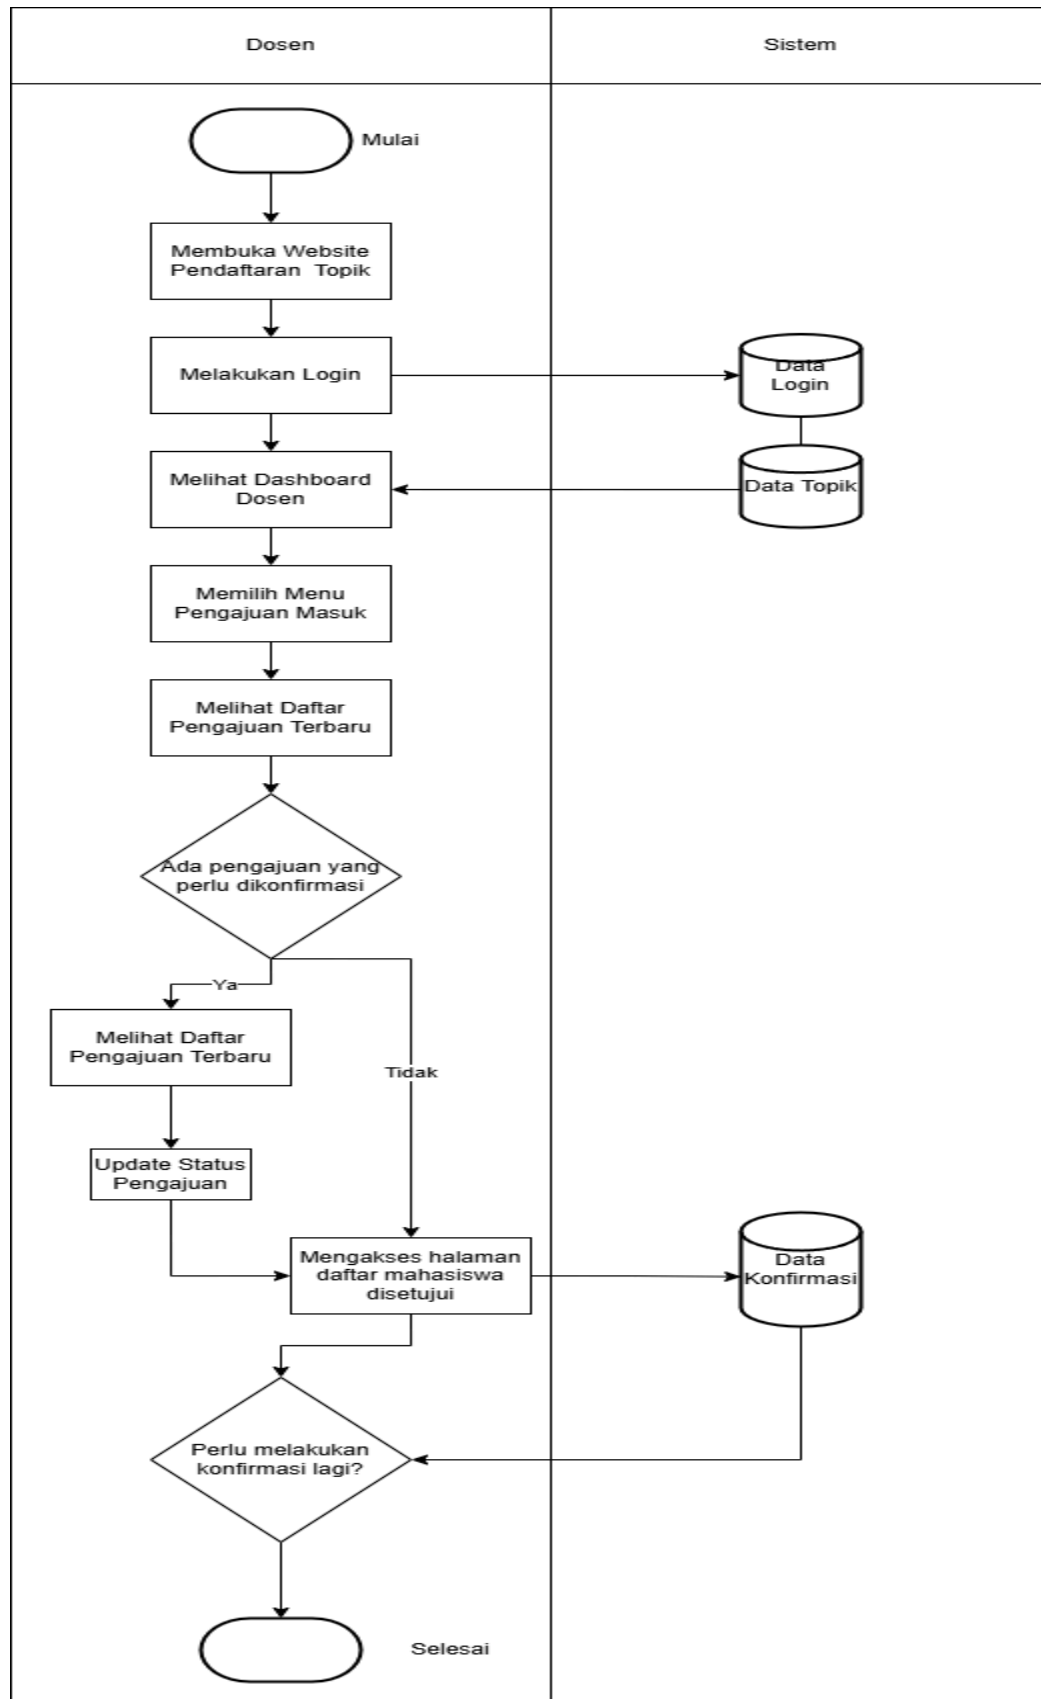 Dosen
Sistem
Mulai
Membuka Website
Pendaftaran Topik
Melakukan Login
Data
Login
Melihat Dashboard
Dosen
Data Topik
Memilih Menu
Pengajuan Masuk
Melihat Daftar
Pengajuan Terbaru
Ada pengajuan yang
perlu dikonfirmasi
Ya
Melihat Daftar
Pengajuan Terbaru
Tidak
Update Status
Pengajuan
Mengakses halaman
daftar mahasiswa
disetujui
Data
Konfirmasi
Perlu melakukan
konfirmasi lagi?
Selesai